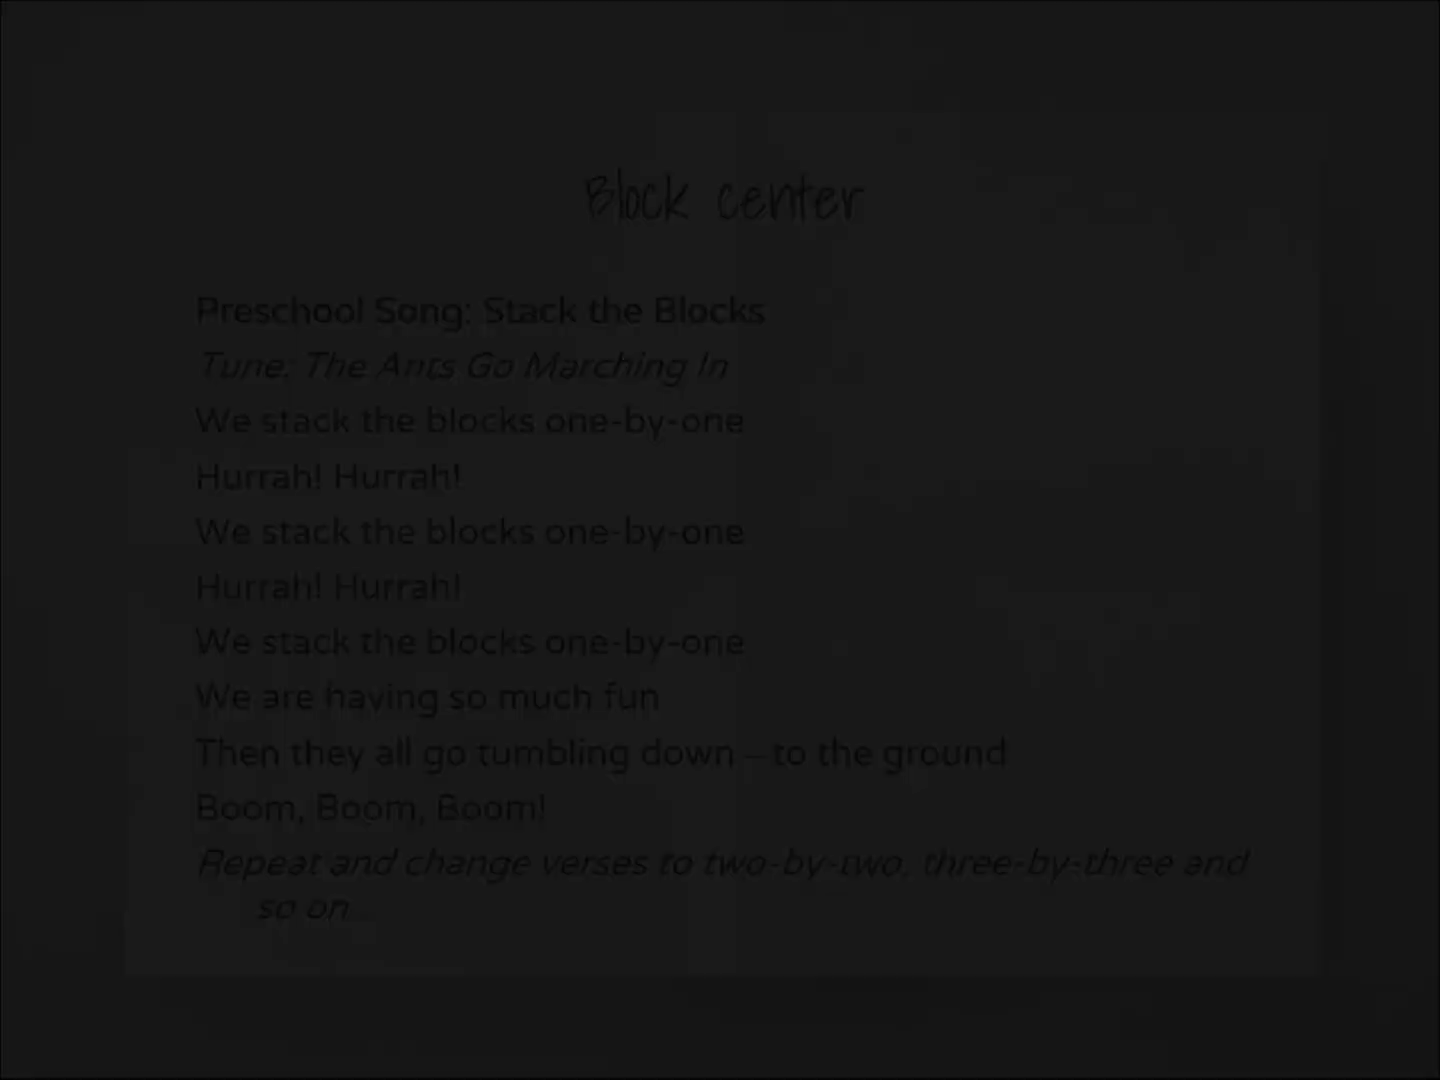 Block center
Preschool Song: Stack the Blocks
Tune: The Ants Go Marching In
We stack the blocks one-by-one
Hurrah! Hurrah!
We stack the blocks one-by-one
Hurrah! Hurrah!
We stack the blocks one-by-one
We are having so much fun
Then they all go tumbling down – to the ground
Boom, Boom, Boom!
Repeat and change verses to two-by-two, three-by-three and
so on...